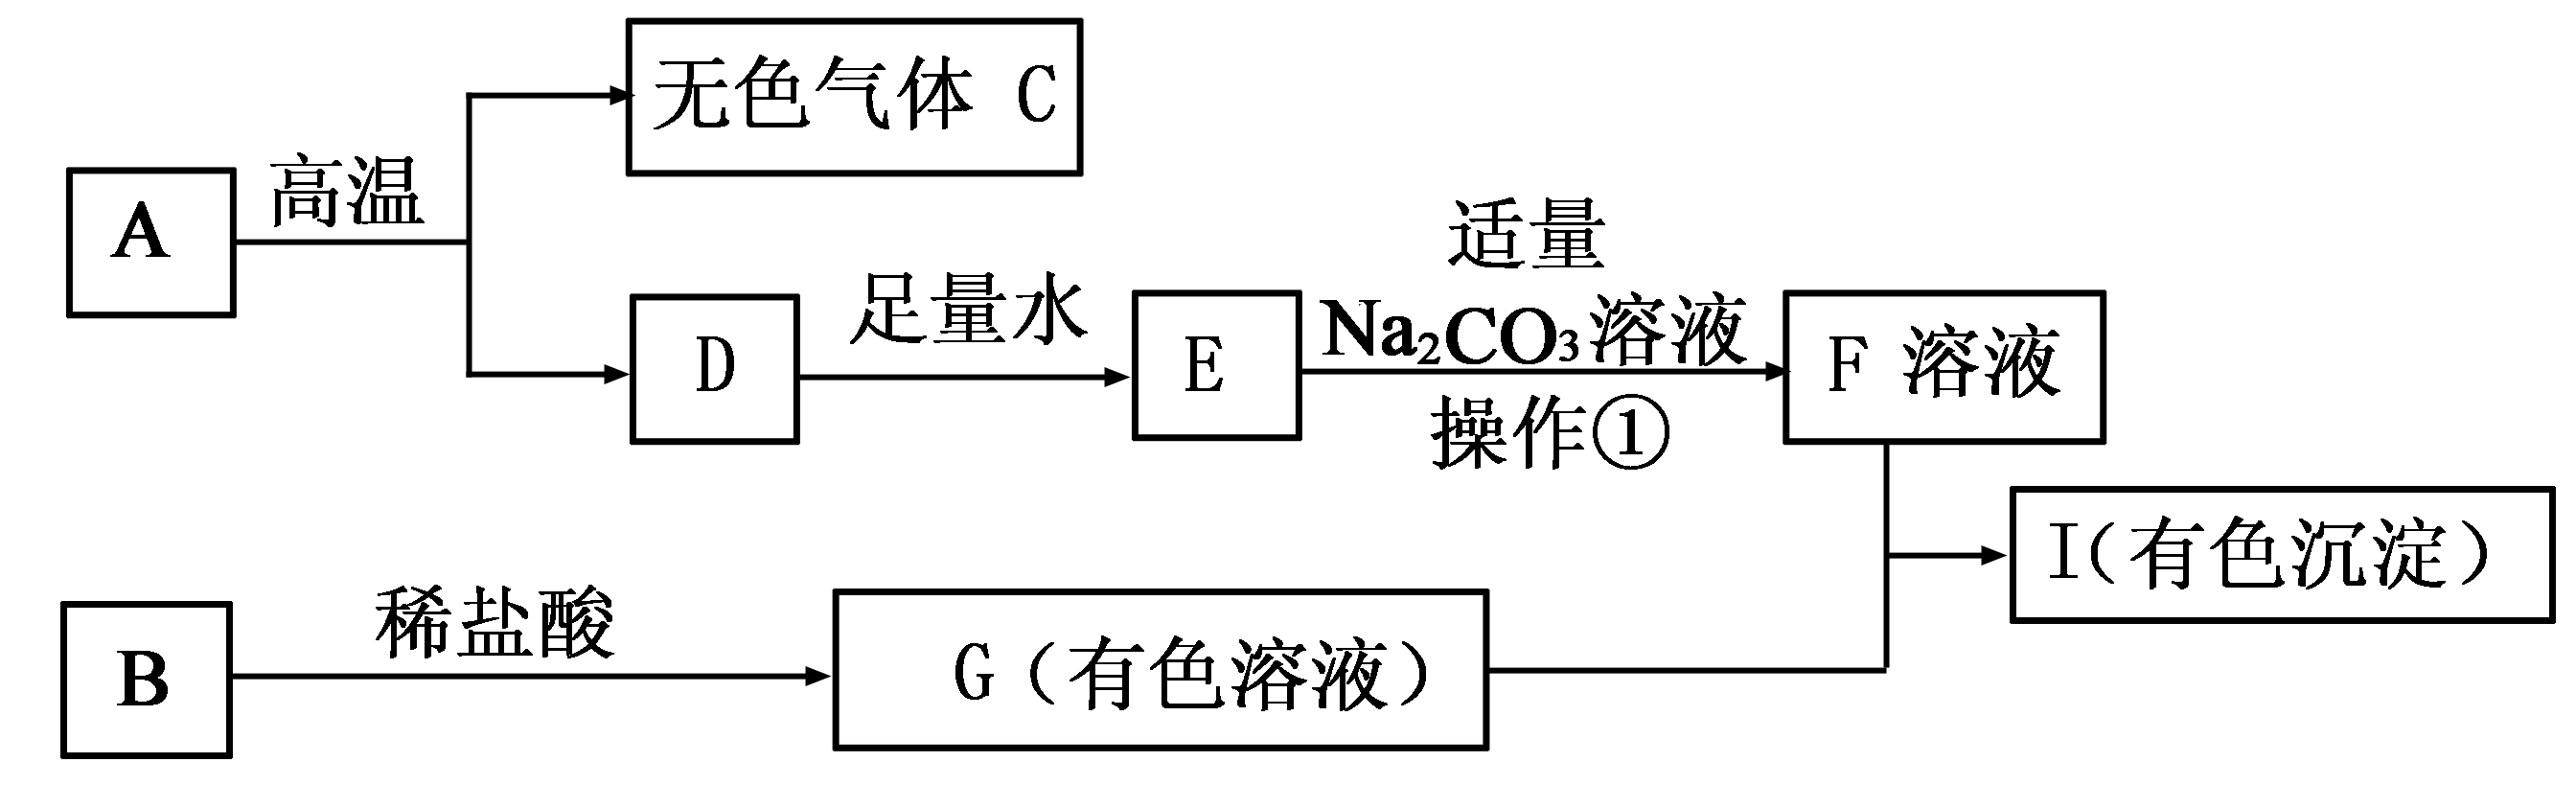 无色气体 C
A
高温
D
足量水
E
适量
Na₂CO₃溶液
操作①
F 溶液
I(有色沉淀)
B
稀盐酸
G(有色溶液)